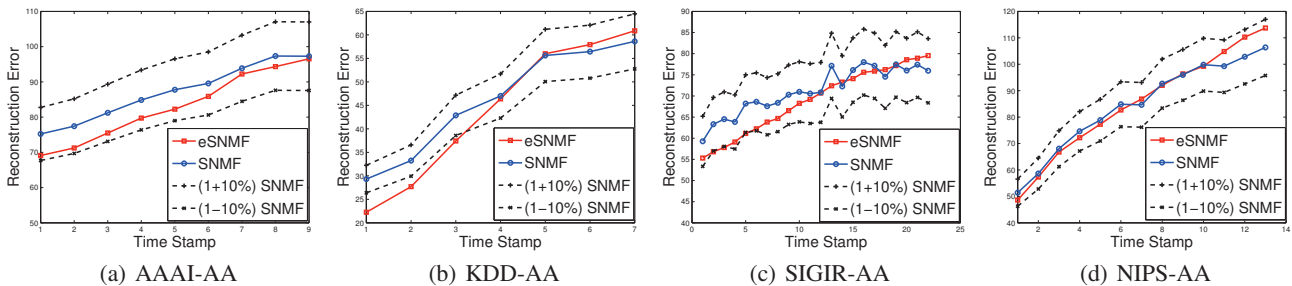 Reconstruction Error
110
100
90
80
70
60
50
1 2 3 4 5 6 7 8 9
Time Stamp
eSNMF
SNMF
(1+10%) SNMF
(1−10%) SNMF
(a) AAAI-AA
Reconstruction Error
65
60
55
50
45
40
35
30
25
20
1 2 3 4 5 6 7
Time Stamp
eSNMF
SNMF
(1+10%) SNMF
(1−10%) SNMF
(b) KDD-AA
Reconstruction Error
90
85
80
75
70
65
60
55
50
45
40
0 5 10 15 20 25
Time Stamp
eSNMF
SNMF
(1+10%) SNMF
(1−10%) SNMF
(c) SIGIR-AA
Reconstruction Error
120
110
100
90
80
70
60
50
40
1 2 4 6 8 10 12 14
Time Stamp
eSNMF
SNMF
(1+10%) SNMF
(1−10%) SNMF
(d) NIPS-AA